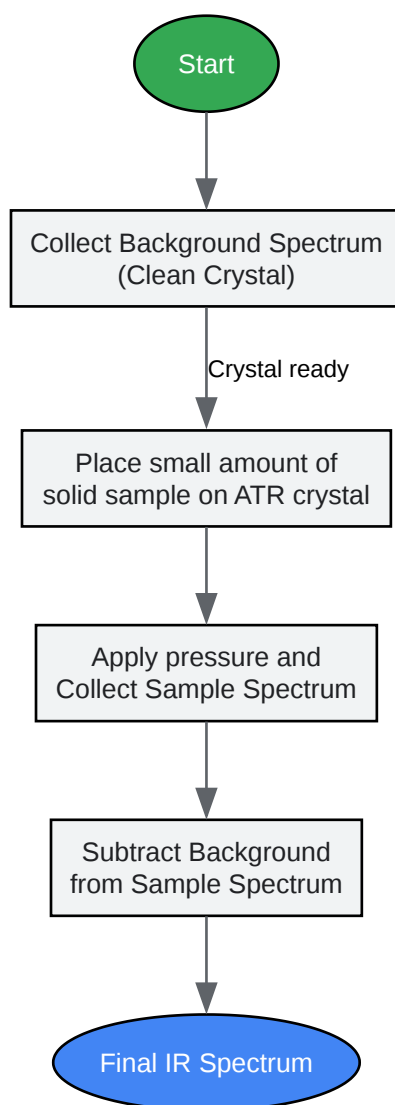 Start
Collect Background Spectrum
(Clean Crystal)
Crystal ready
Place small amount of
solid sample on ATR crystal
Apply pressure and
Collect Sample Spectrum
Subtract Background
from Sample Spectrum
Final IR Spectrum